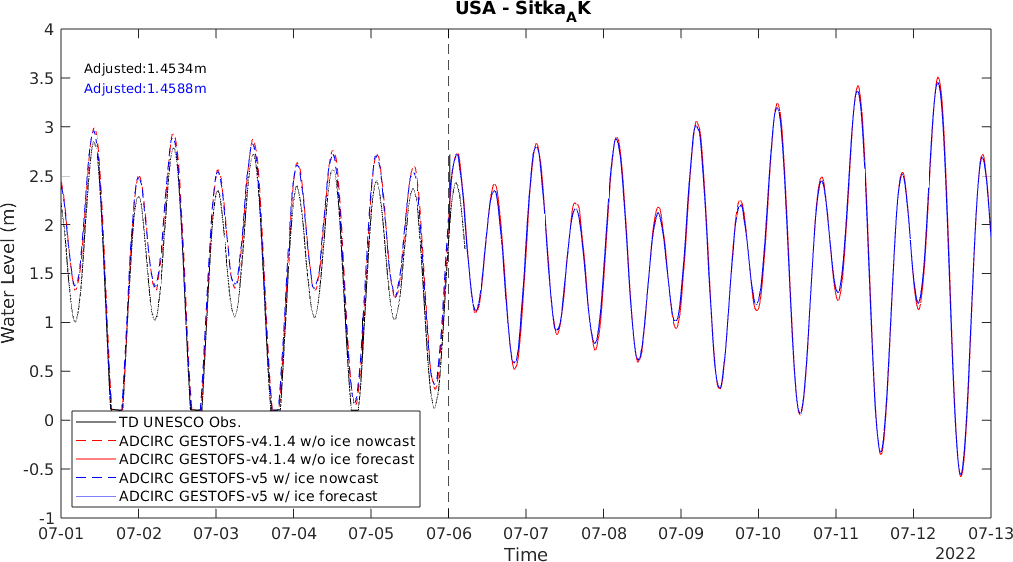 USA - Sitka_AK
4
3.5
3
2.5
2
1.5
1
0.5
0
-0.5
-1
Water Level (m)
Adjusted:1.4534m
Adjusted:1.4588m
TD UNESCO Obs.
ADCIRC GESTOFS-v4.1.4 w/o ice nowcast
ADCIRC GESTOFS-v4.1.4 w/o ice forecast
ADCIRC GESTOFS-v5 w/ ice nowcast
ADCIRC GESTOFS-v5 w/ ice forecast
07-01 07-02 07-03 07-04 07-05 07-06 07-07 07-08 07-09 07-10 07-11 07-12 07-13
Time
2022